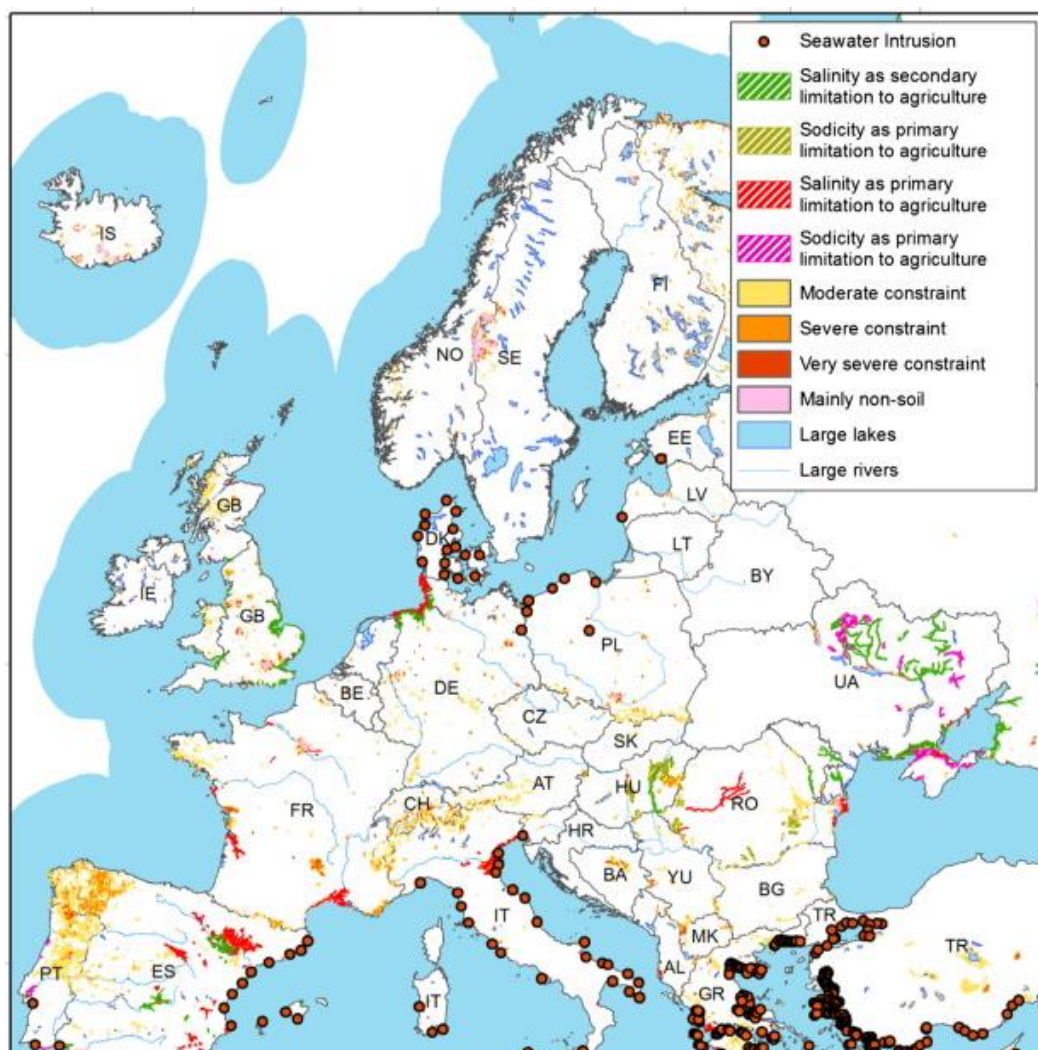 0
Seawater Intrusion
Salinity as secondary
limitation to agriculture
Sodicity as primary
limitation to agriculture
Salinity as primary
limitation to agriculture
Sodicity as primary
limitation to agriculture
Moderate constraint
Severe constraint
Very severe constraint
Mainly non-soil
Large lakes
Large rivers
IS
FI
NO
SE
EE
GB
LV
DK
LT
IE
BY
GB
PL
BE
DE
UA
CZ
SK
AT
HU
FR
CH
RO
HR
BA
YU
BG
IT
MK
TR
TR
PT
ES
AL
IT
GR